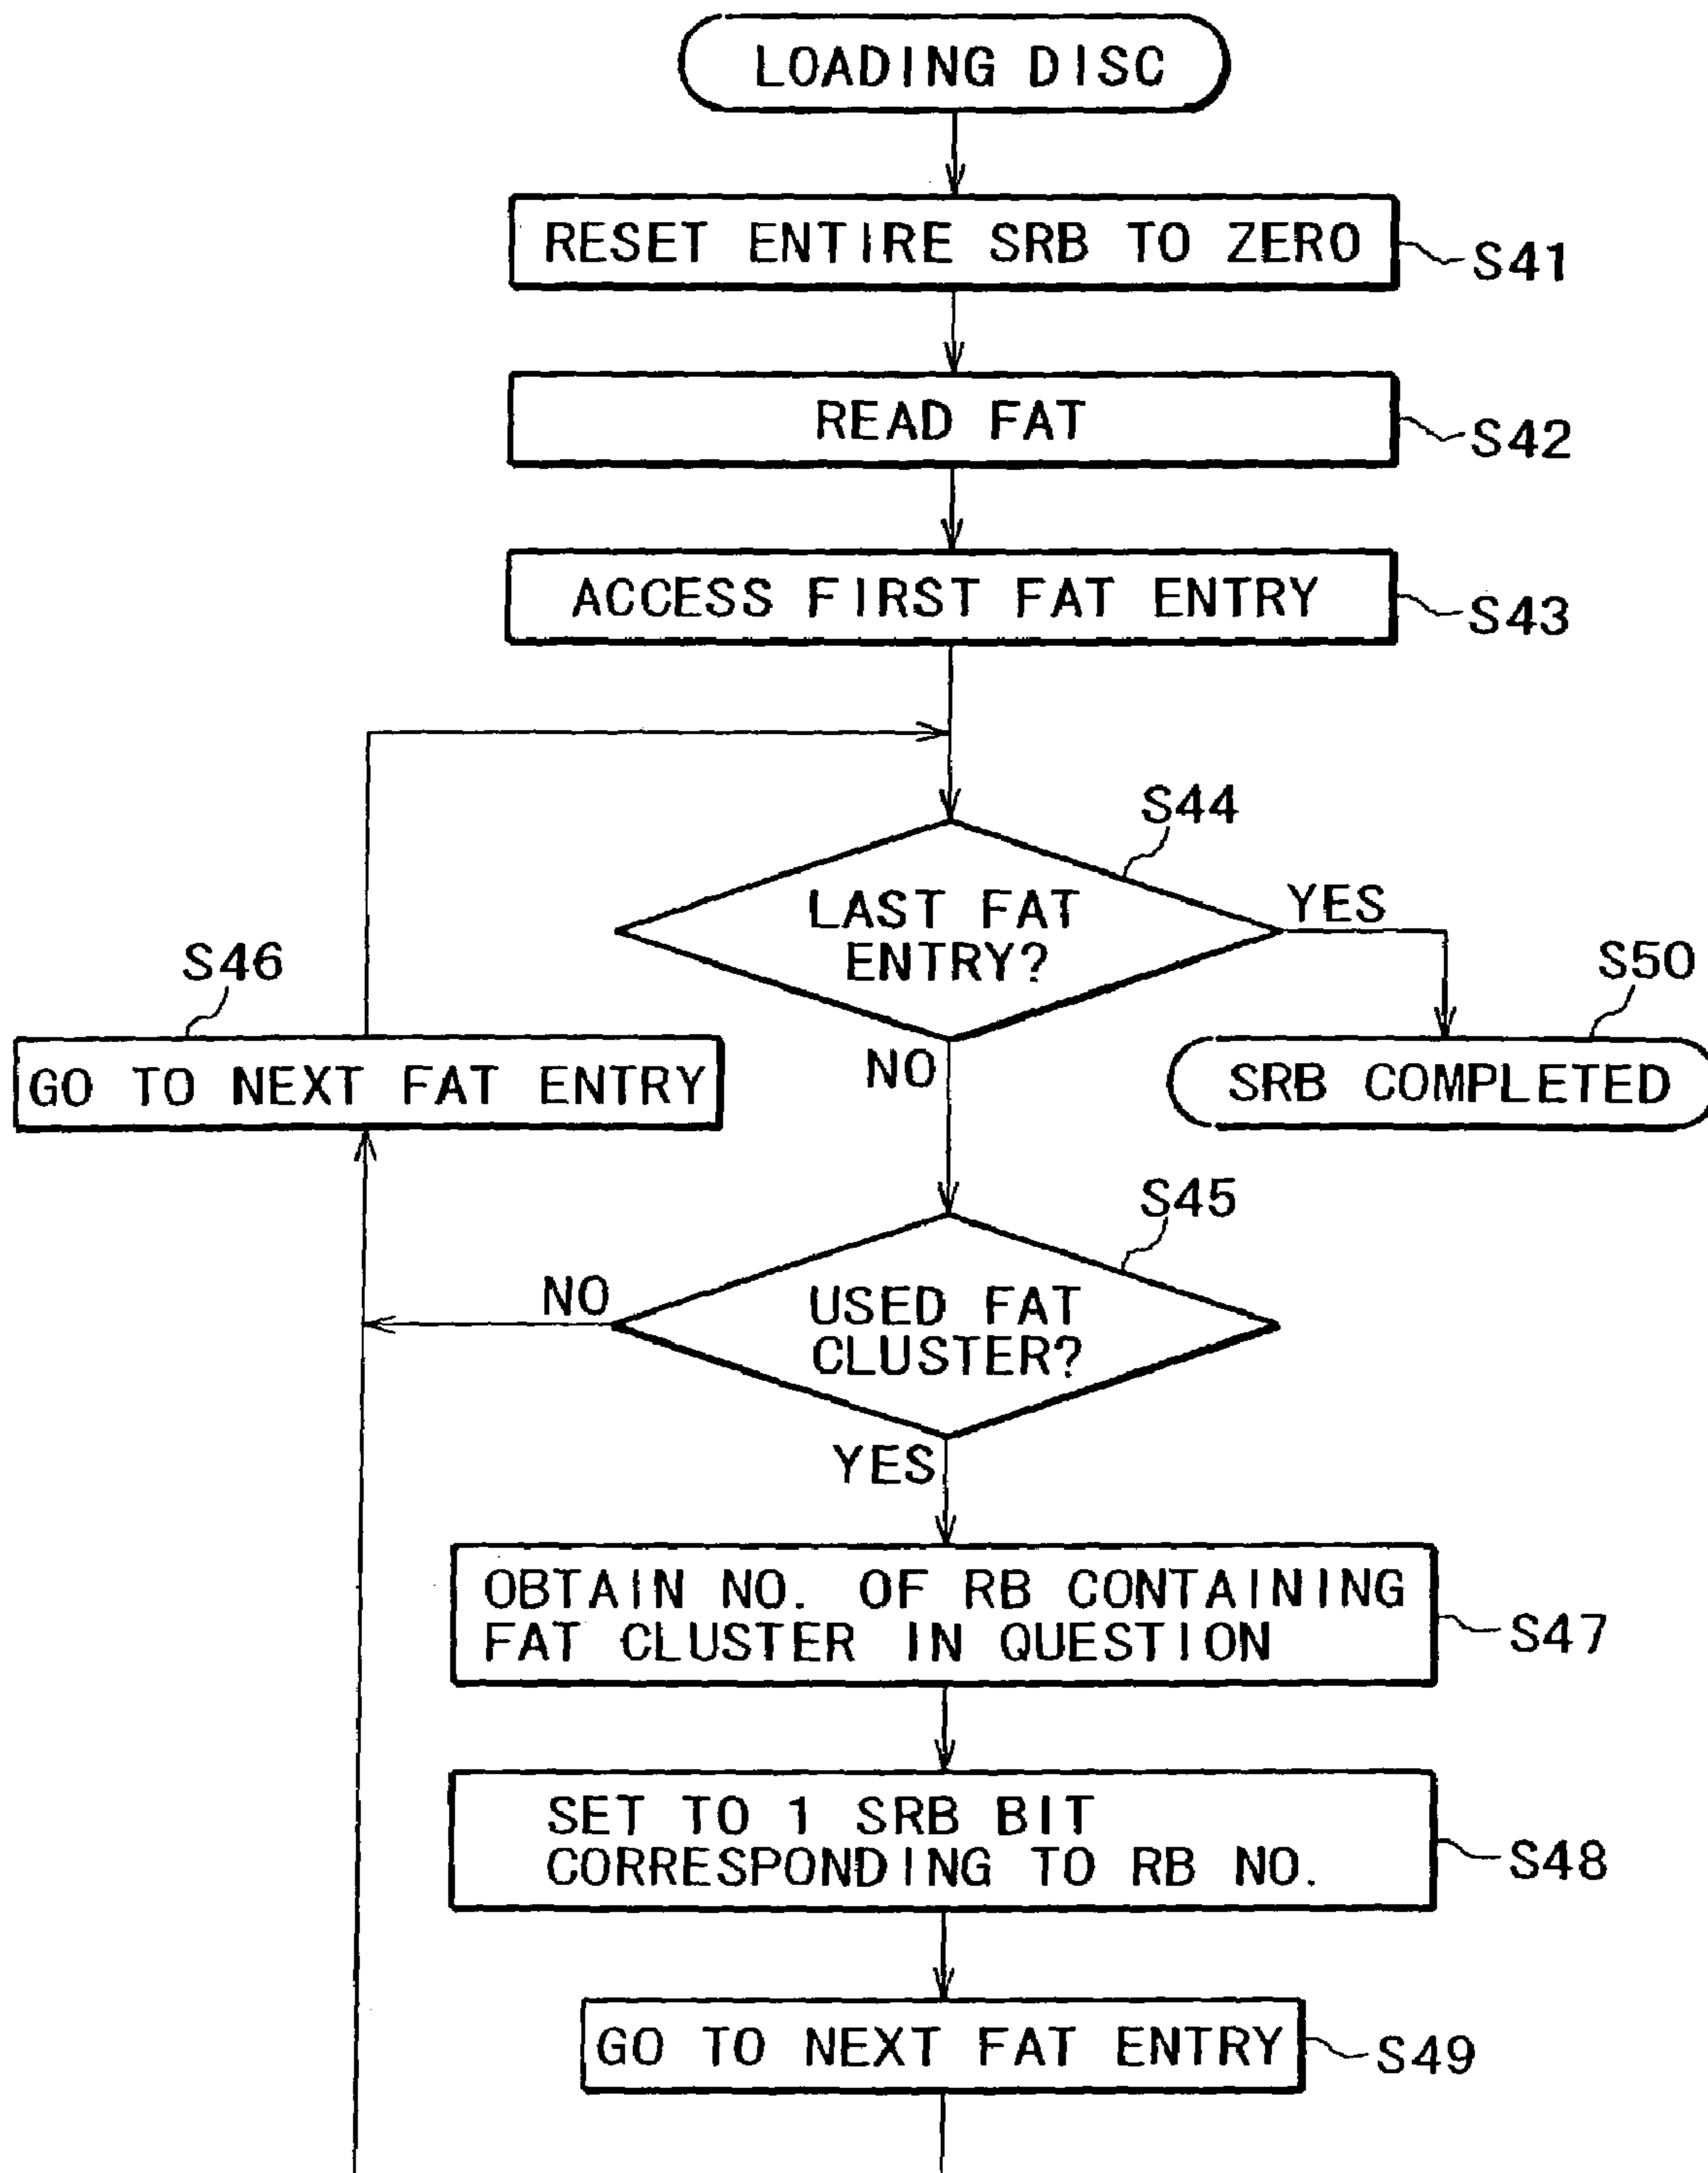 LOADING DISC
RESET ENTIRE SRB TO ZERO
S41
READ FAT
S42
ACCESS FIRST FAT ENTRY
S43
S44
LAST FAT
ENTRY?
YES
NO
S46
GO TO NEXT FAT ENTRY
S50
SRB COMPLETED
S45
USED FAT
CLUSTER?
NO
YES
OBTAIN NO. OF RB CONTAINING
FAT CLUSTER IN QUESTION
S47
SET TO 1 SRB BIT
CORRESPONDING TO RB NO.
S48
GO TO NEXT FAT ENTRY
S49